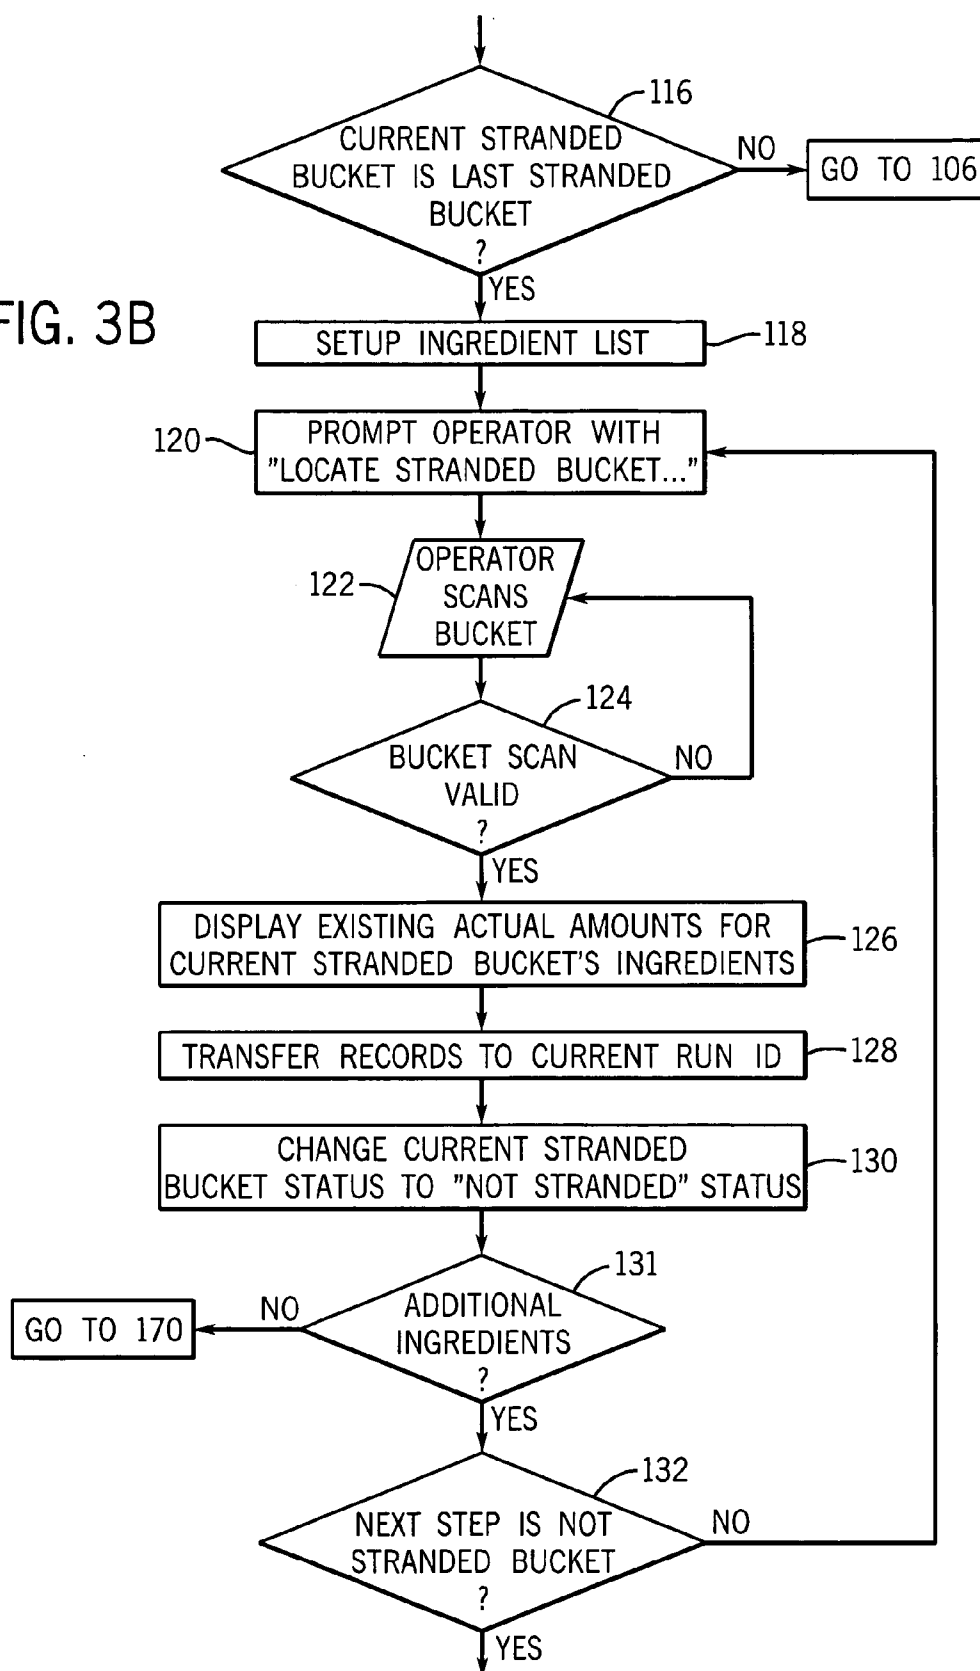 116
CURRENT STRANDED
BUCKET IS LAST STRANDED
BUCKET
?
NO
GO TO 106
YES
FIG. 3B
SETUP INGREDIENT LIST
118
120
PROMPT OPERATOR WITH
"LOCATE STRANDED BUCKET..."
122
OPERATOR
SCANS
BUCKET
124
BUCKET SCAN
VALID
?
NO
YES
DISPLAY EXISTING ACTUAL AMOUNTS FOR
CURRENT STRANDED BUCKET'S INGREDIENTS
126
TRANSFER RECORDS TO CURRENT RUN ID
128
CHANGE CURRENT STRANDED
BUCKET STATUS TO "NOT STRANDED" STATUS
130
131
ADDITIONAL
INGREDIENTS
?
NO
GO TO 170
YES
132
NEXT STEP IS NOT
STRANDED BUCKET
?
NO
YES